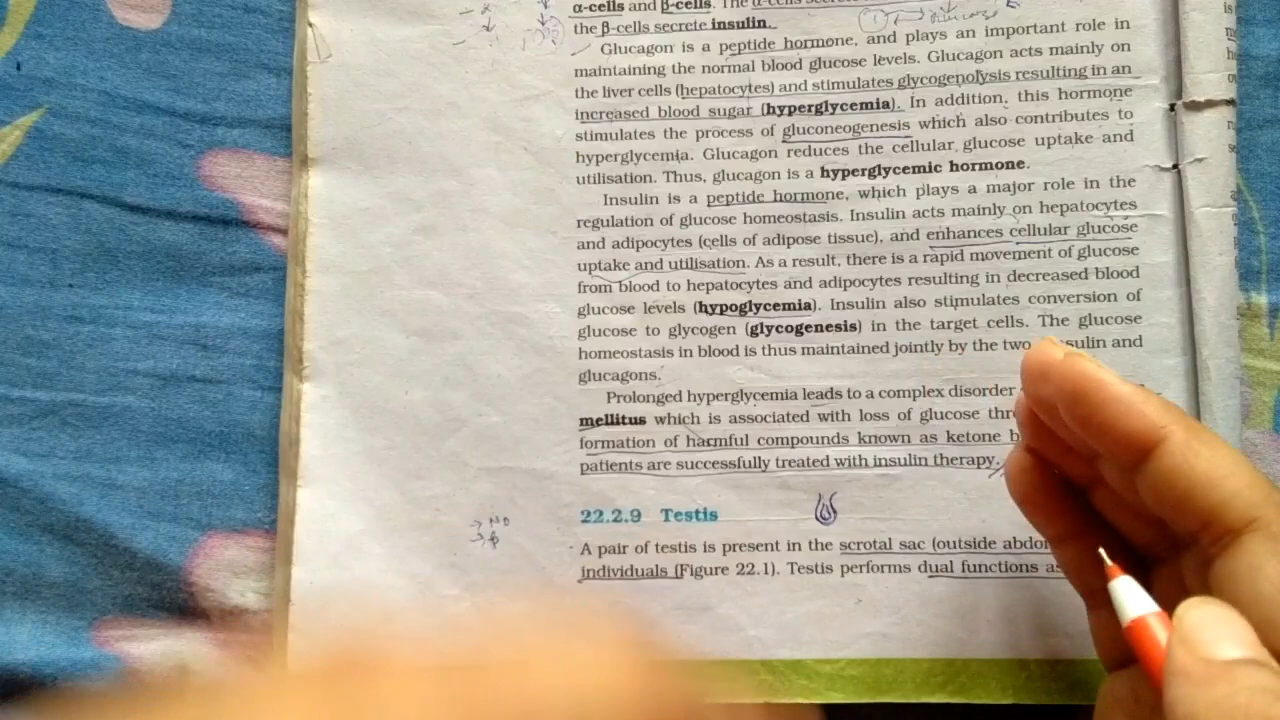 α-cells and β-cells. The α-cells
the β-cells secrete insulin.
Glucagon is a peptide hormone, and plays an important role in
maintaining the normal blood glucose levels. Glucagon acts mainly on
the liver cells (hepatocytes) and stimulates glycogenolysis resulting in an
increased blood sugar (hyperglycemia). In addition, this hormone
stimulates the process of gluconeogenesis which also contributes to
hyperglycemia. Glucagon reduces the cellular glucose uptake and
utilisation. Thus, glucagon is a hyperglycemic hormone.
Insulin is a peptide hormone, which plays a major role in the
regulation of glucose homeostasis. Insulin acts mainly on hepatocytes
and adipocytes (cells of adipose tissue), and enhances cellular glucose
uptake and utilisation. As a result, there is a rapid movement of glucose
from blood to hepatocytes and adipocytes resulting in decreased blood
glucose levels (hypoglycemia). Insulin also stimulates conversion of
glucose to glycogen (glycogenesis) in the target cells. The glucose
homeostasis in blood is thus maintained jointly by the two sulin and
glucagons.
Prolonged hyperglycemia leads to a complex disorder
mellitus which is associated with loss of glucose thr
formation of harmful compounds known as ketone b
patients are successfully treated with insulin therapy.
22.2.9 Testis
A pair of testis is present in the scrotal sac (outside abdo
individuals (Figure 22.1). Testis performs dual functions as